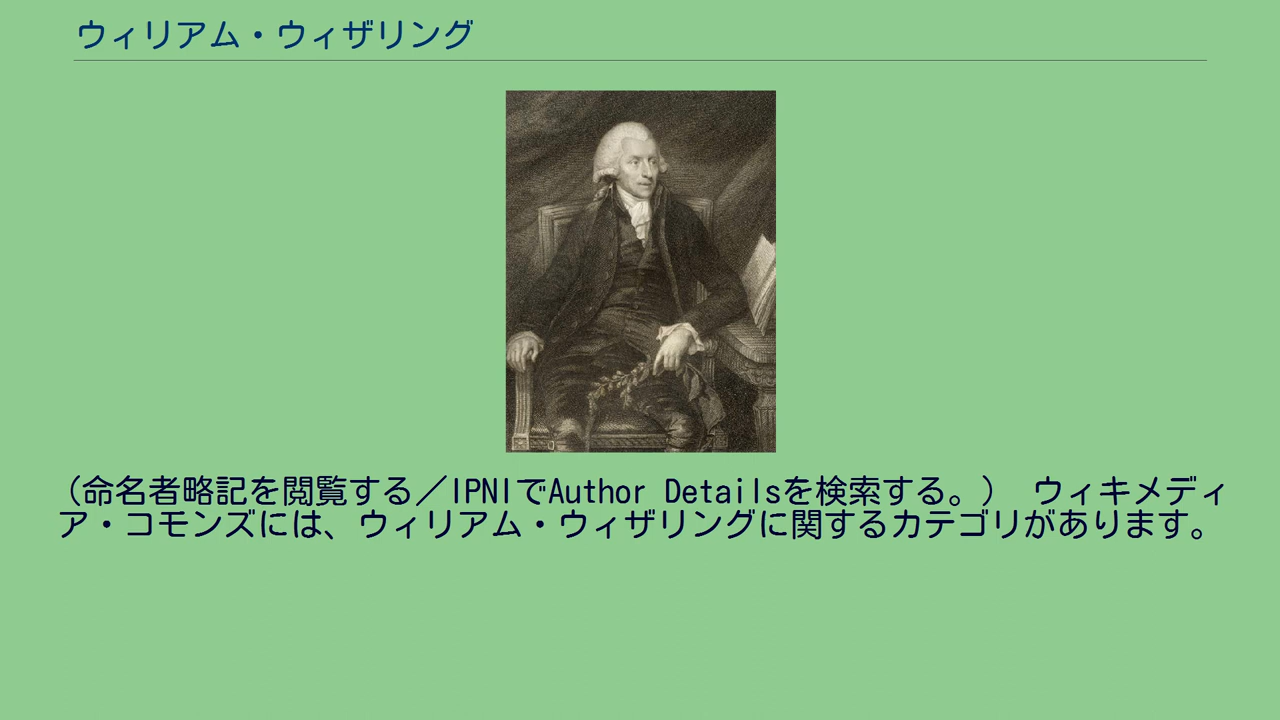 ウィリアム・ウィザリング
（命名者略記を閲覧する／IPNIでAuthor Detailsを検索する。） ウィキメディ
ア・コモンズには、ウィリアム・ウィザリングに関するカテゴリがあります。